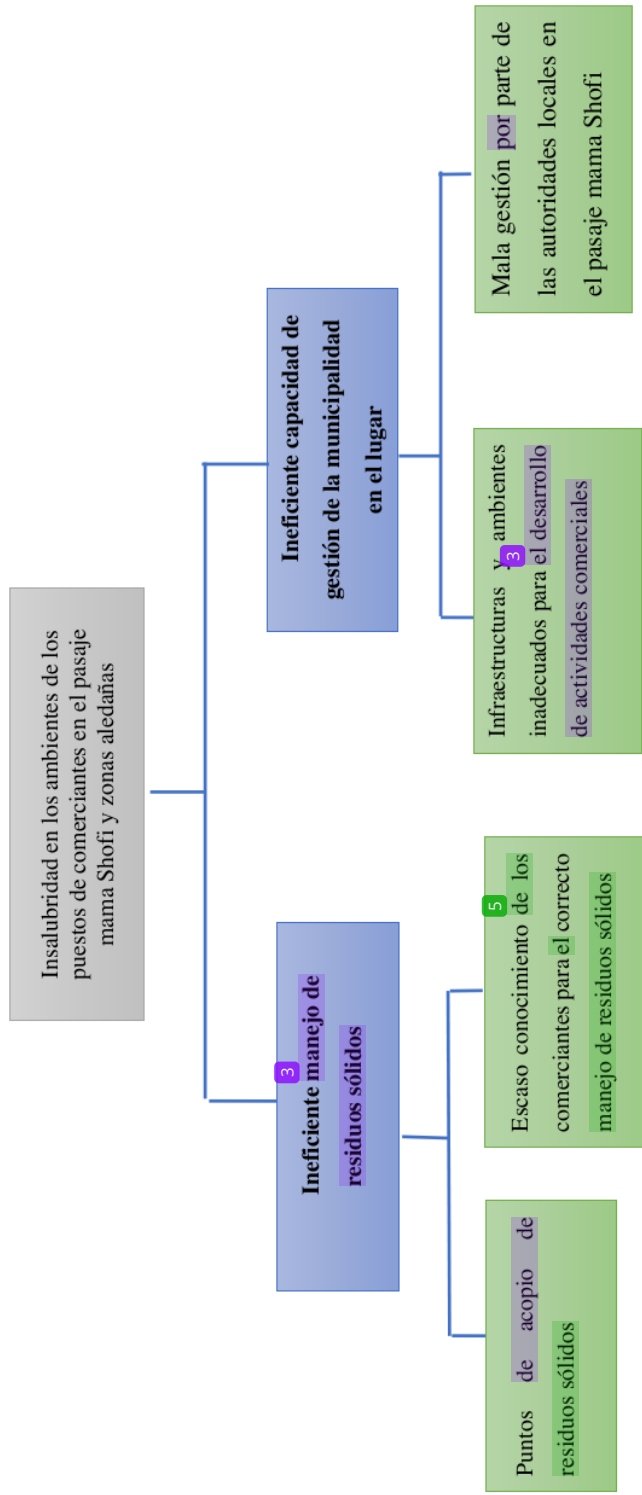 Insalubridad en los ambientes de los
puestos de comerciantes en el pasaje
mama Shofi y zonas aledañas
Ineficiente manejo de
residuos sólidos
3
Ineficiente capacidad de
gestión de la municipalidad
en el lugar
Puntos de acopio de
residuos sólidos
Escaso conocimiento de los
comerciantes para el correcto
manejo de residuos sólidos
5
Infraestructuras y ambientes
inadecuados para el desarrollo
de actividades comerciales
3
Mala gestión por parte de
las autoridades locales en
el pasaje mama Shofi